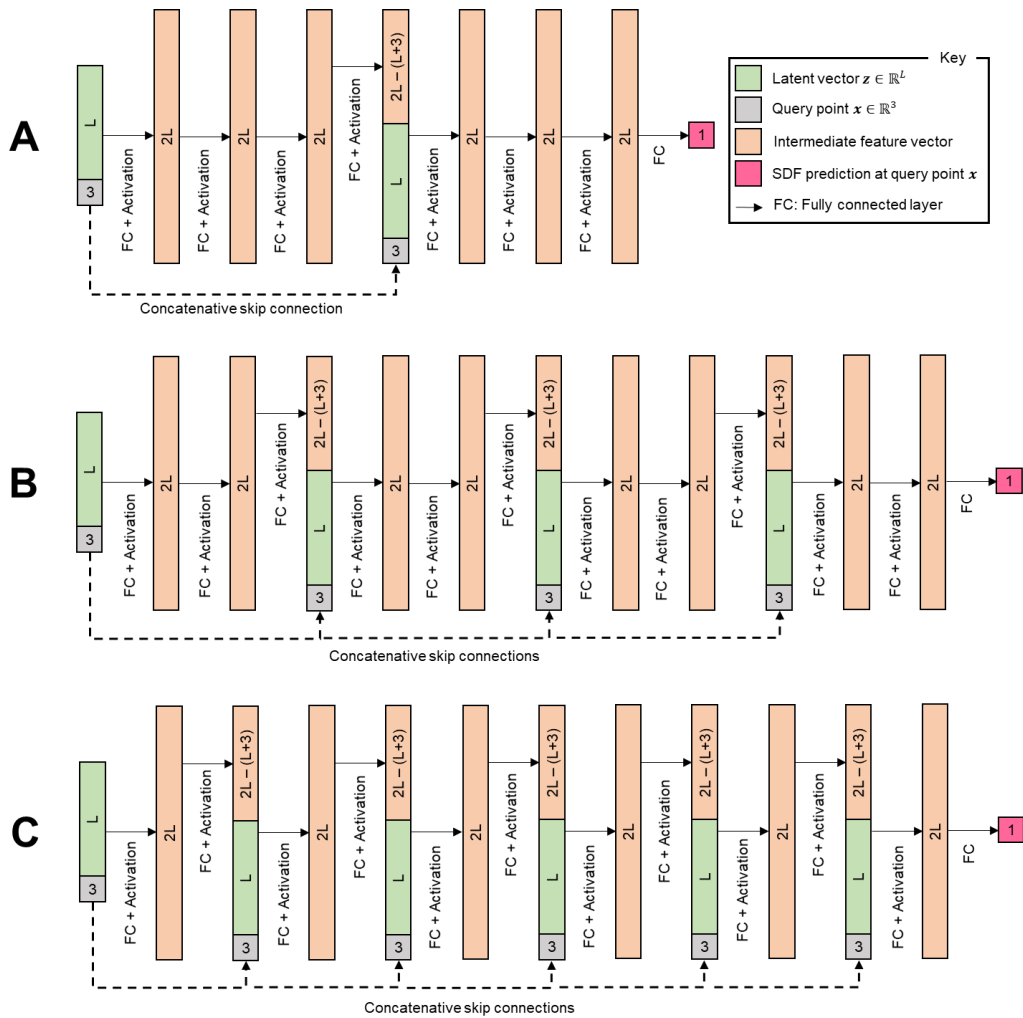 A
L
3
FC + Activation
2L
FC + Activation
2L
FC + Activation
2L
FC + Activation
2L – (L+3)
L
3
FC + Activation
2L
FC + Activation
2L
FC + Activation
2L
FC
1
Concatenative skip connection
Key
Latent vector z ∈ ℝ^L
Query point x ∈ ℝ^3
Intermediate feature vector
SDF prediction at query point x
FC: Fully connected layer
B
L
3
FC + Activation
2L
FC + Activation
2L
FC + Activation
2L – (L+3)
L
3
FC + Activation
2L
FC + Activation
2L
FC + Activation
2L – (L+3)
L
3
FC + Activation
2L
FC + Activation
2L
FC + Activation
2L – (L+3)
L
3
FC + Activation
2L
FC + Activation
2L
FC
1
Concatenative skip connections
C
L
3
FC + Activation
2L
FC + Activation
2L – (L+3)
L
3
FC + Activation
2L
FC + Activation
2L – (L+3)
L
3
FC + Activation
2L
FC + Activation
2L – (L+3)
L
3
FC + Activation
2L
FC + Activation
2L – (L+3)
L
3
FC + Activation
2L
FC + Activation
2L – (L+3)
L
3
FC + Activation
2L
FC
1
Concatenative skip connections